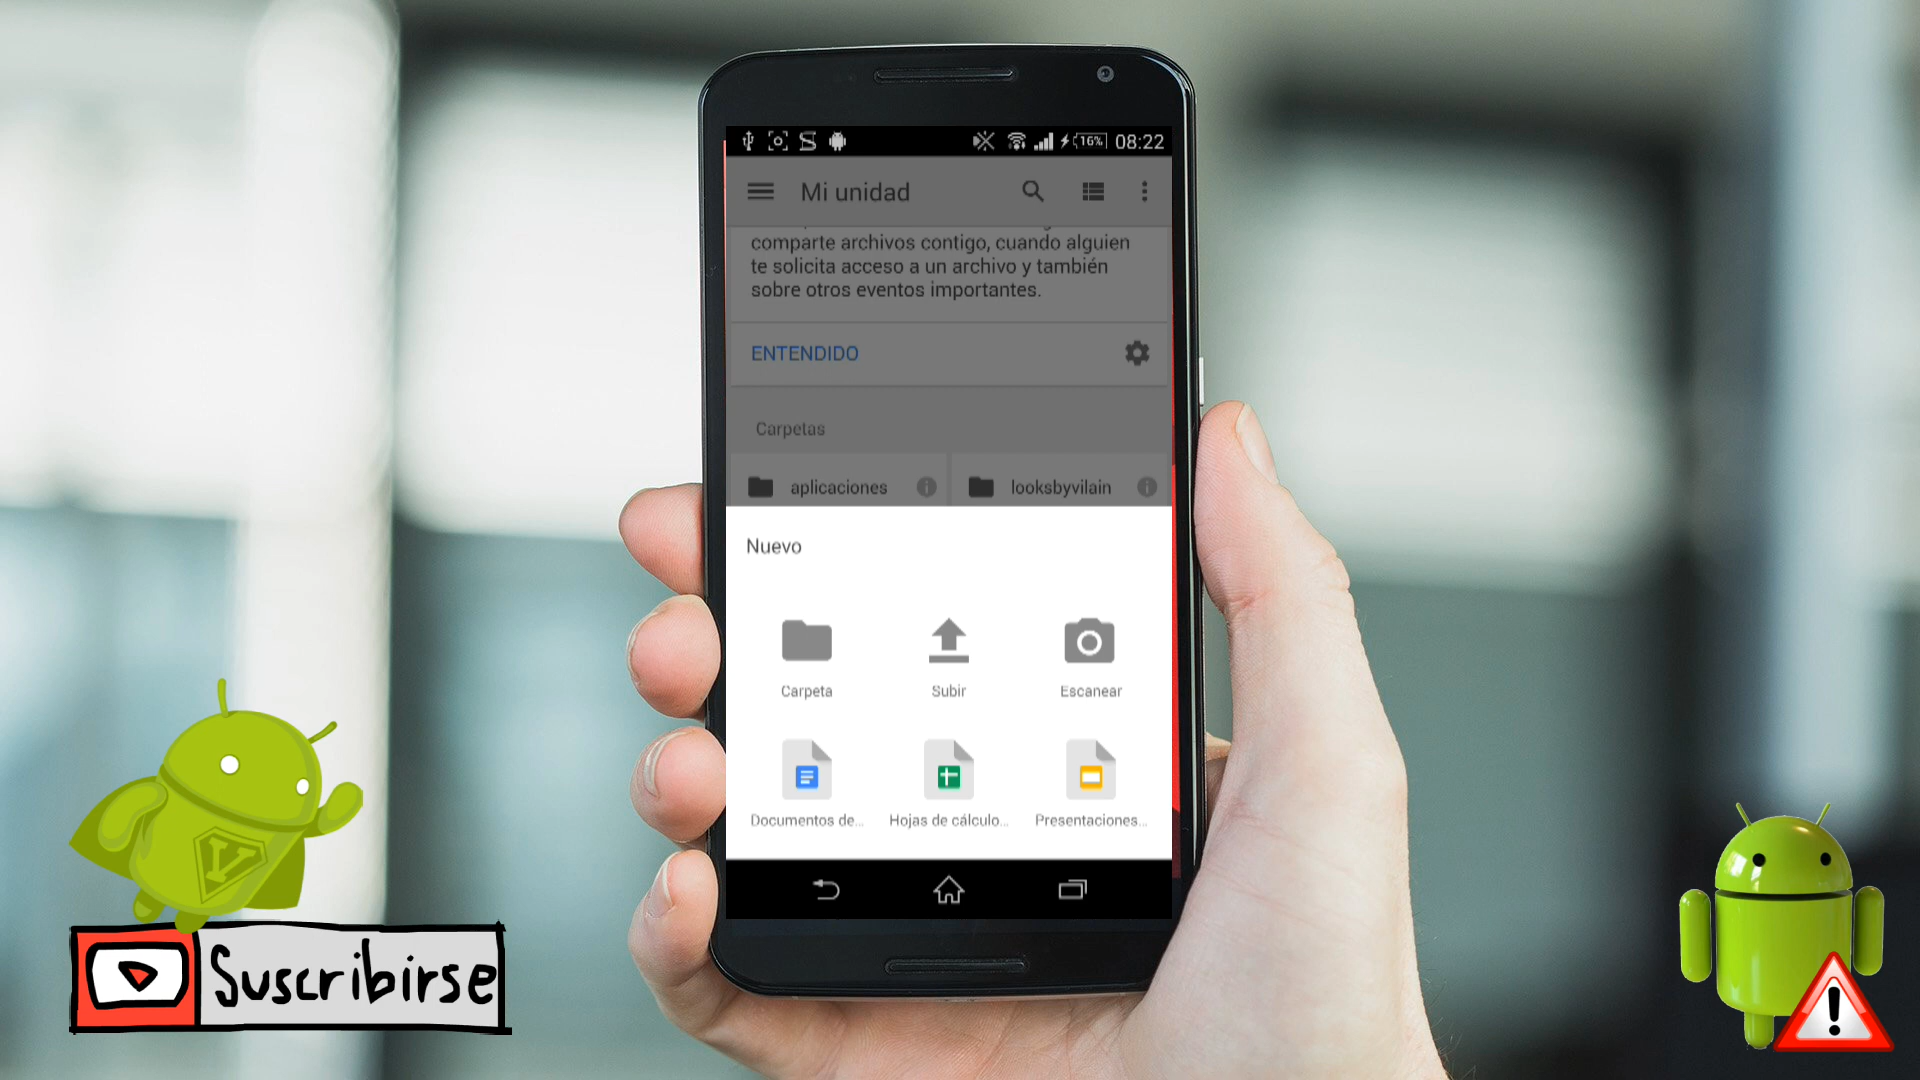 16% 08:22
Mi unidad
comparte archivos contigo, cuando alguien
te solicita acceso a un archivo y también
sobre otros eventos importantes.
ENTENDIDO
Carpetas
aplicaciones looksbyvilain
Nuevo
Carpeta Subir Escanear
Documentos de... Hojas de cálculo... Presentaciones...
Suscribirse